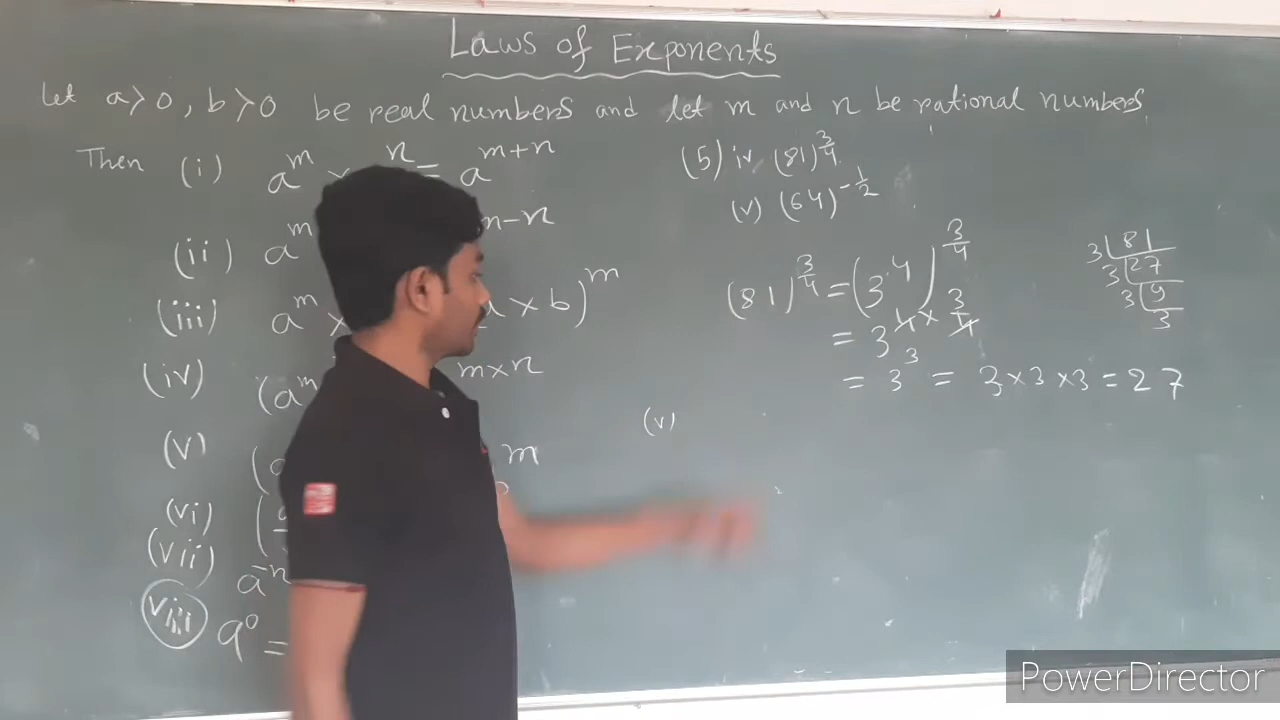 Laws of Exponents
Let a>0, b>0 be real numbers and let m and n be rational numbers,
Then (i) a^m × ^n = a^{m+n}
(ii) a^m n-n
(iii) a^m × a × b)^m
(iv) (a^m m×n
(v) ( m
(vi) (
(vii) a^{-n}
viii a^0 =
(5) iv (81)^{3/4}
(v) (64)^{-1/2}
(81)^{3/4} = (3^4)^{3/4}
= 3^{4×3/4}
= 3^3 = 3×3×3 = 27
3 81
3 27
3 9
3
(v)
PowerDirector